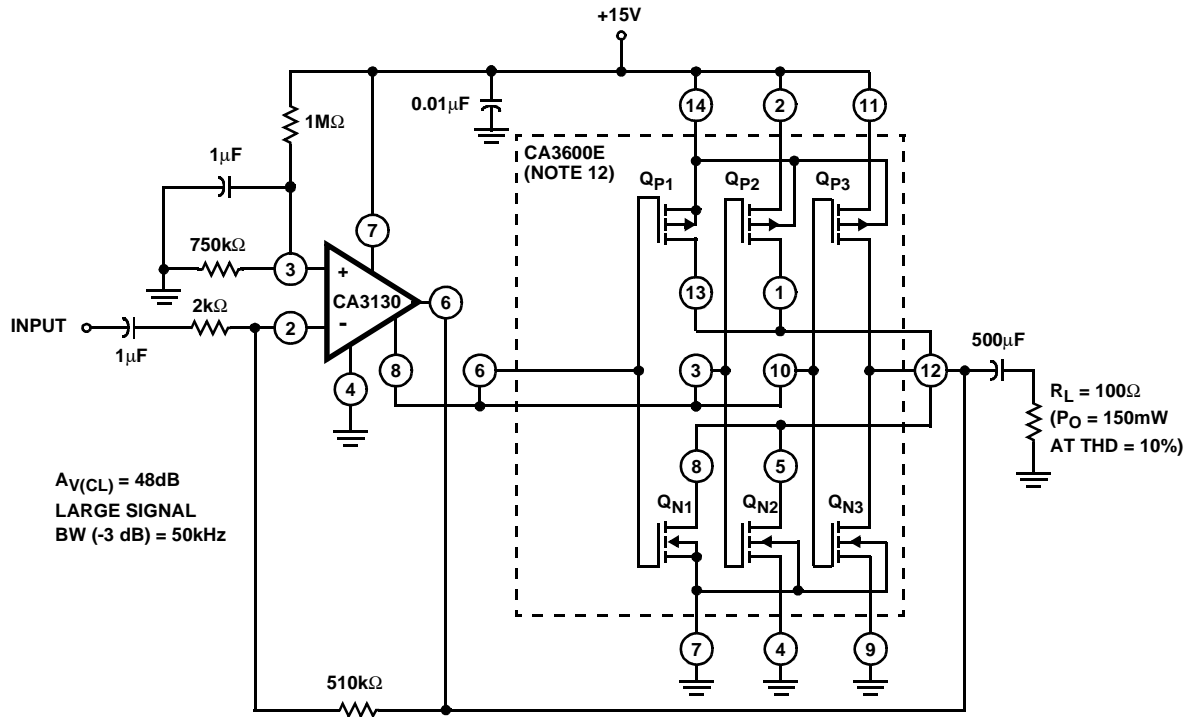 +15V
0.01µF
14
2
11
1MΩ
CA3600E
(NOTE 12)
1µF
QP1
QP2
QP3
7
750kΩ
3
+
CA3130
6
13
1
2kΩ
INPUT
2
-
1µF
500µF
4
8
6
3
10
12
RL = 100Ω
(PO = 150mW
AT THD = 10%)
8
5
AV(CL) = 48dB
LARGE SIGNAL
BW (-3 dB) = 50kHz
QN1
QN2
QN3
7
4
9
510kΩ